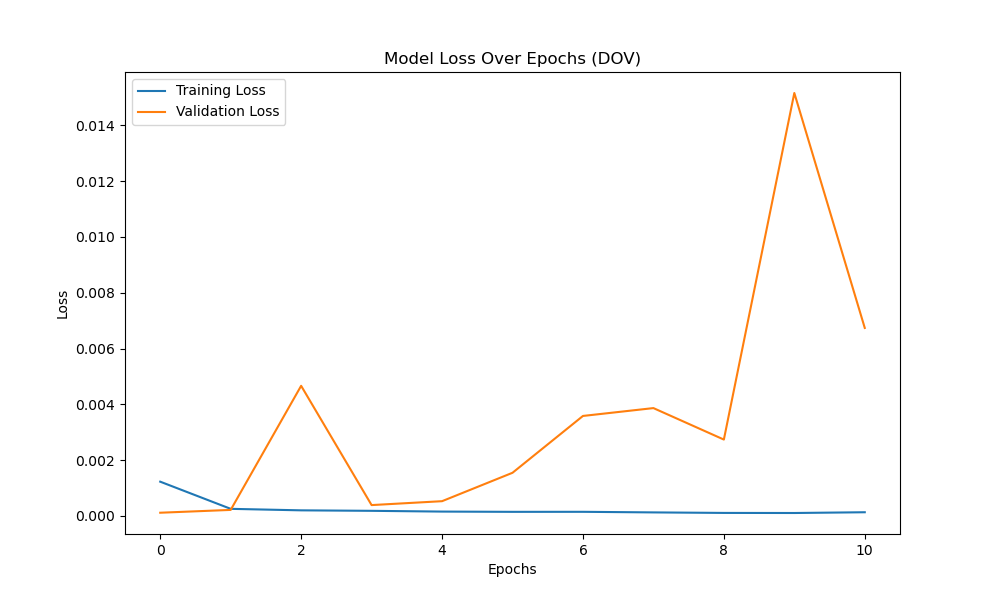 Model Loss Over Epochs (DOV)
Training Loss
Validation Loss
0.014
0.012
0.010
0.008
0.006
0.004
0.002
0.000
Loss
0 2 4 6 8 10
Epochs